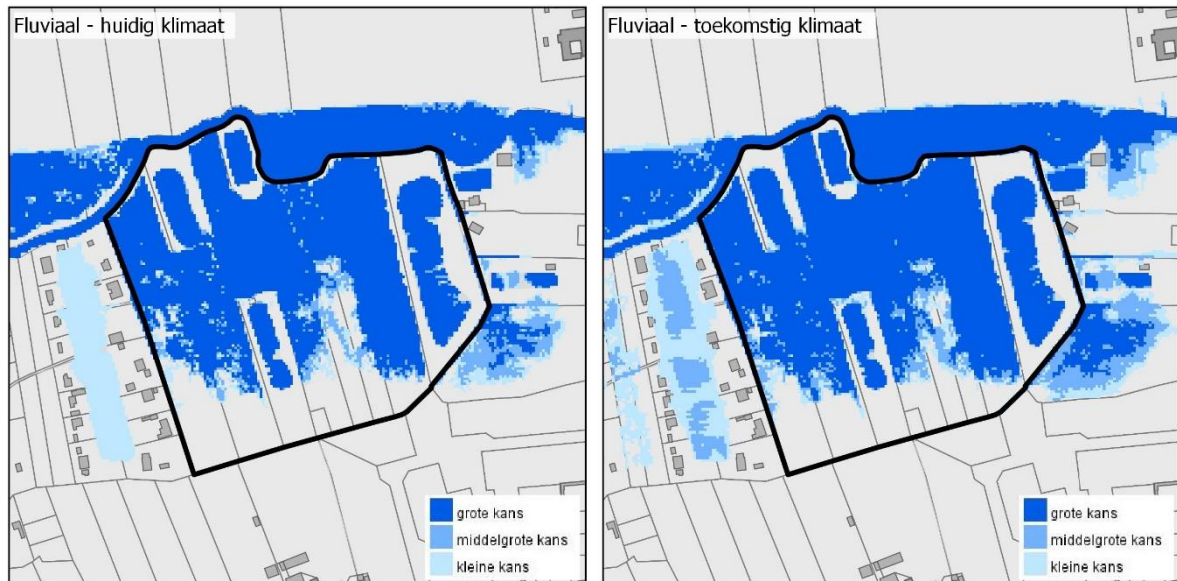 Fluviaal - huidig klimaat
grote kans
middelgrote kans
kleine kans
Fluviaal - toekomstig klimaat
grote kans
middelgrote kans
kleine kans